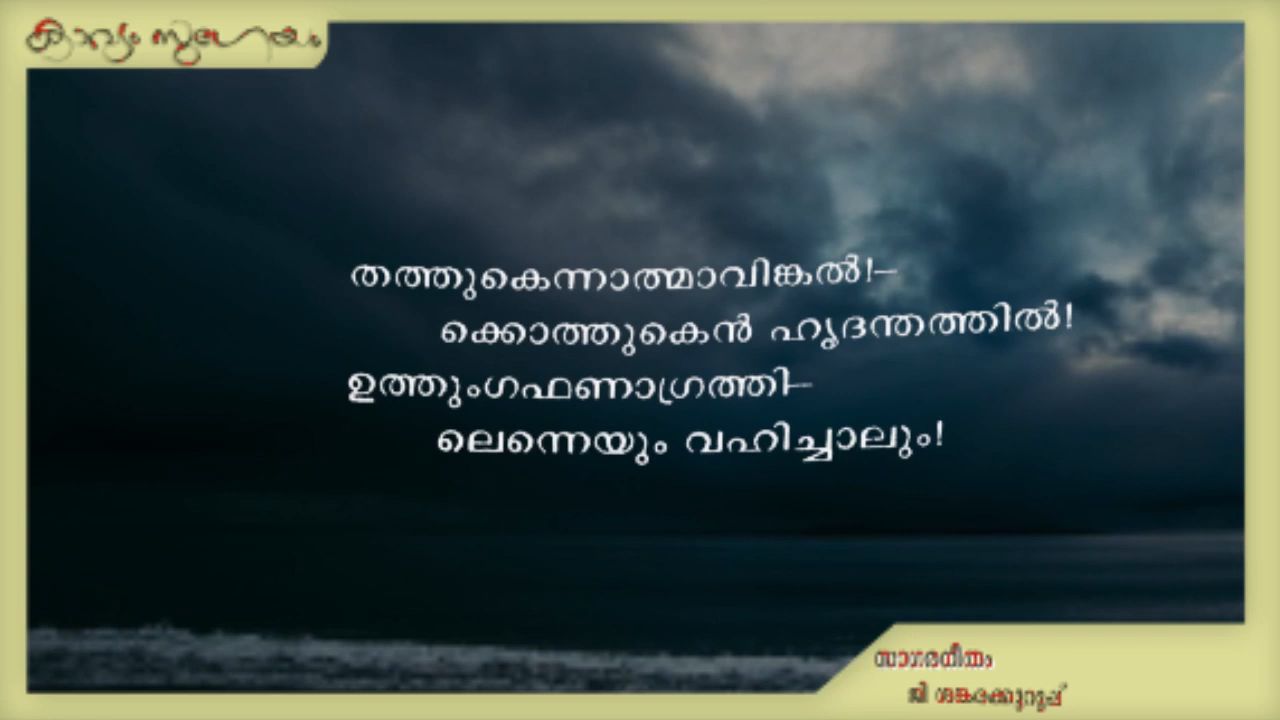 കാവ്യം സുഗേയം
തത്തുകെന്നാത്മാവിങ്കൽ!–
ക്കൊത്തുകെൻ ഹൃദന്തത്തിൽ!
ഉത്തുംഗഫണാഗ്രത്തി–
ലെന്നെയും വഹിച്ചാലും!
സാഗരഗീതം
ജി ശങ്കരക്കുറുപ്പ്